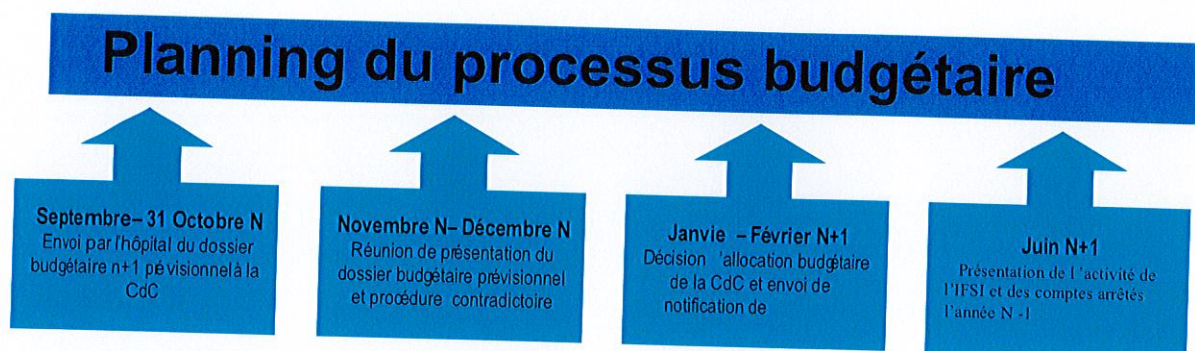 Planning du processus budgétaire
Septembre– 31 Octobre N
Envoi par l'hôpital du dossier
budgétaire n+1 pévisionnel à la
CdC
Novembre N– Décembre N
Réunion de présentation du
dossier budgétaire prévisionnel
et procédure contradictoire
Janvie – Février N+1
Décision 'allocation budgétaire
de la CdC et envoi de
notification de
Juin N+1
Présentation de l 'activité de
l'IFSI et des comptes arrêtés
l'année N -1